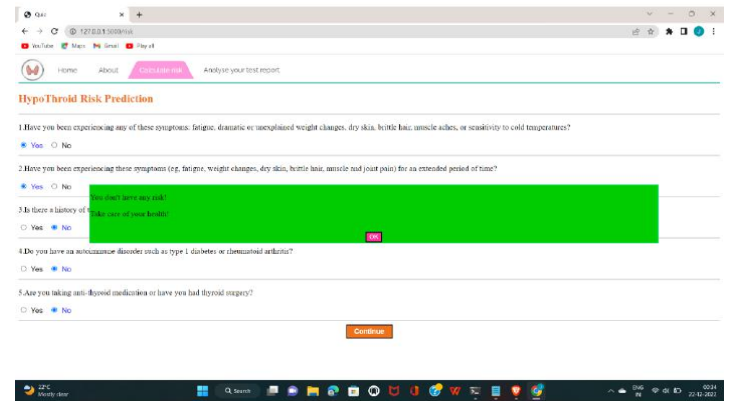 Quiz
127.0.0.1:5000/risk
YouTube Maps Gmail Play all
Home About Calculate risk Analyse your test report
HypoThroid Risk Prediction
1.Have you been experiencing any of these symptoms: fatigue, dramatic or unexplained weight changes, dry skin, brittle hair, muscle aches, or sensitivity to cold temperatures?
Yes No
2.Have you been experiencing these symptoms (eg, fatigue, weight changes, dry skin, brittle hair, muscle and joint pain) for an extended period of time?
Yes No
You don't have any risk!
3.Is there a history of
Take care of your health!
Yes No
OK
4.Do you have an autoimmune disorder such as type 1 diabetes or rheumatoid arthritis?
Yes No
5.Are you taking anti-thyroid medication or have you had thyroid surgery?
Yes No
Continue
22°C
Mostly clear
Search
ENG
IN
00:34
22-12-2022